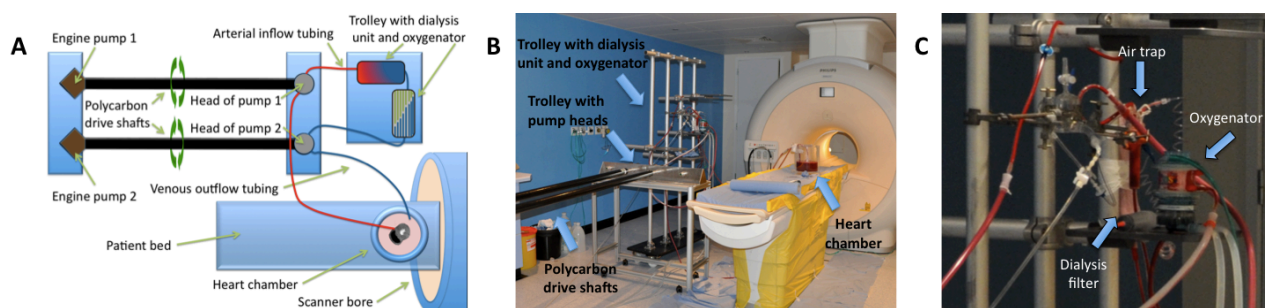 A
Engine pump 1
Arterial inflow tubing
Trolley with dialysis
unit and oxygenator
Polycarbon
drive shafts
Head of pump 1
Head of pump 2
Venous outflow tubing
Engine pump 2
Patient bed
Heart chamber
Scanner bore
B
Trolley with dialysis
unit and oxygenator
Trolley with
pump heads
PHILIPS
Heart
chamber
Polycarbon
drive shafts
C
Air trap
Oxygenator
Dialysis
filter